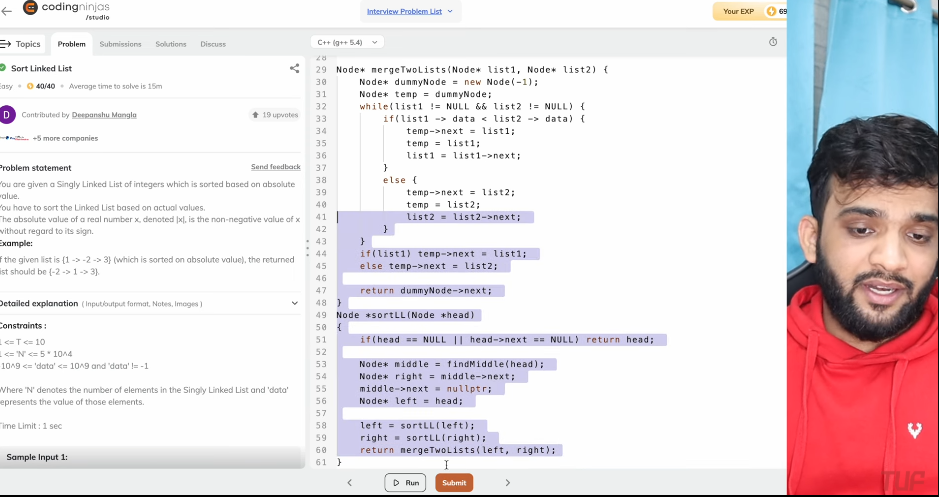 codingninjas
/studio
Interview Problem List
Your EXP
69
Topics
Problem
Submissions
Solutions
Discuss
C++ (g++ 5.4)
Sort Linked List
Easy
40/40
Average time to solve is 15m
D
Contributed by Deepanshu Mangla
19 upvotes
+5 more companies
Problem statement
Send feedback
You are given a Singly Linked List of integers which is sorted based on absolute
value.
You have to sort the Linked List based on actual values.
The absolute value of a real number x, denoted |x|, is the non-negative value of x
without regard to its sign.
Example:
If the given list is {1 -> -2 -> 3} (which is sorted on absolute value), the returned
list should be {-2 -> 1 -> 3}.
Detailed explanation ( Input/output format, Notes, Images )
Constraints :
1 <= T <= 10
1 <= 'N' <= 5 * 10^4
10^9 <= 'data' <= 10^9 and 'data' != -1
Where 'N' denotes the number of elements in the Singly Linked List and 'data'
represents the value of those elements.
Time Limit : 1 sec
Sample Input 1:
28
29 Node* mergeTwoLists(Node* list1, Node* list2) {
30 Node* dummyNode = new Node(-1);
31 Node* temp = dummyNode;
32 while(list1 != NULL && list2 != NULL) {
33 if(list1 -> data < list2 -> data) {
34 temp->next = list1;
35 temp = list1;
36 list1 = list1->next;
37 }
38 else {
39 temp->next = list2;
40 temp = list2;
41 list2 = list2->next;
42 }
43 }
44 if(list1) temp->next = list1;
45 else temp->next = list2;
46
47 return dummyNode->next;
48 }
49 Node *sortLL(Node *head)
50 {
51 if(head == NULL || head->next == NULL) return head;
52
53 Node* middle = findMiddle(head);
54 Node* right = middle->next;
55 middle->next = nullptr;
56 Node* left = head;
57
58 left = sortLL(left);
59 right = sortLL(right);
60 return mergeTwoLists(left, right);
61 }
Run
Submit
TUF